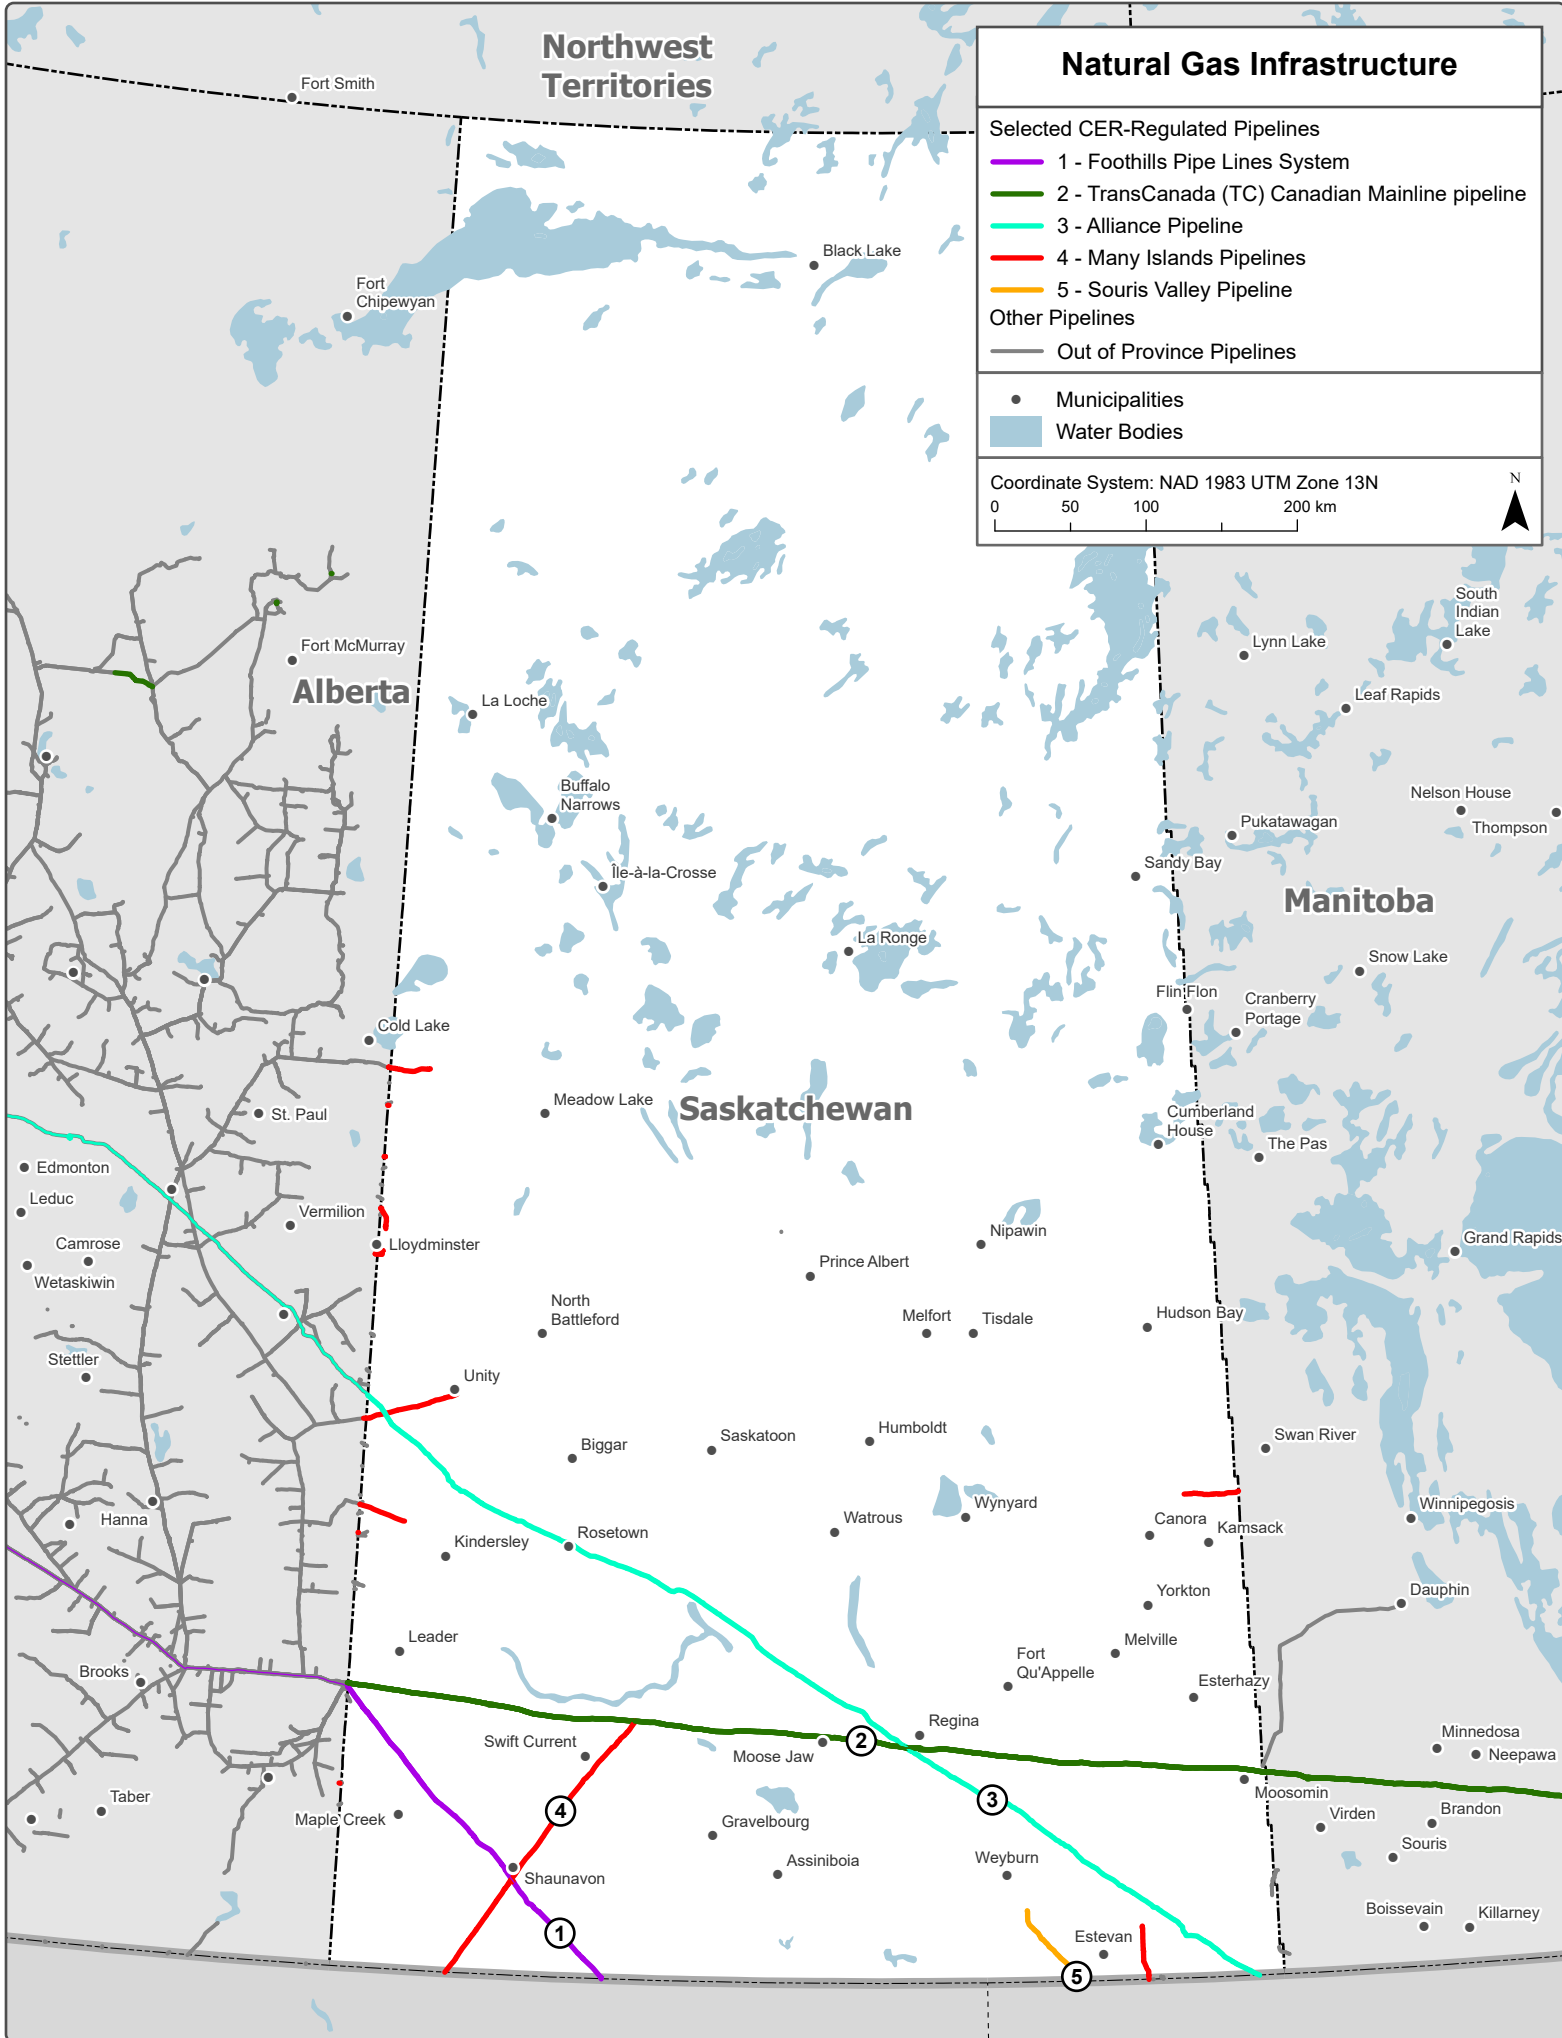 Northwest
Territories
Fort Smith
Natural Gas Infrastructure
Selected CER-Regulated Pipelines
1 - Foothills Pipe Lines System
2 - TransCanada (TC) Canadian Mainline pipeline
3 - Alliance Pipeline
4 - Many Islands Pipelines
5 - Souris Valley Pipeline
Other Pipelines
Out of Province Pipelines
Municipalities
Water Bodies
Coordinate System: NAD 1983 UTM Zone 13N
0 50 100 200 km
N
Black Lake
Fort
Chipewyan
South
Indian
Lake
Lynn Lake
Fort McMurray
Alberta
La Loche
Leaf Rapids
Buffalo
Narrows
Nelson House
Thompson
Pukatawagan
Sandy Bay
Île-à-la-Crosse
Manitoba
La Ronge
Snow Lake
Flin Flon
Cranberry
Portage
Cold Lake
Meadow Lake
Saskatchewan
St. Paul
Cumberland
House
The Pas
Edmonton
Leduc
Vermilion
Camrose
Wetaskiwin
Lloydminster
Nipawin
Grand Rapids
Prince Albert
North
Battleford
Melfort
Tisdale
Hudson Bay
Stettler
Unity
Biggar
Saskatoon
Humboldt
Swan River
Hanna
Kindersley
Rosetown
Watrous
Wynyard
Canora
Kamsack
Winnipegosis
Yorkton
Dauphin
Leader
Melville
Fort
Qu'Appelle
Brooks
Esterhazy
Swift Current
Moose Jaw
2
Regina
Minnedosa
Neepawa
Taber
Maple Creek
4
3
Moosomin
Virden
Brandon
Gravelbourg
Souris
Shaunavon
Assiniboia
Weyburn
1
Boissevain
Killarney
Estevan
5